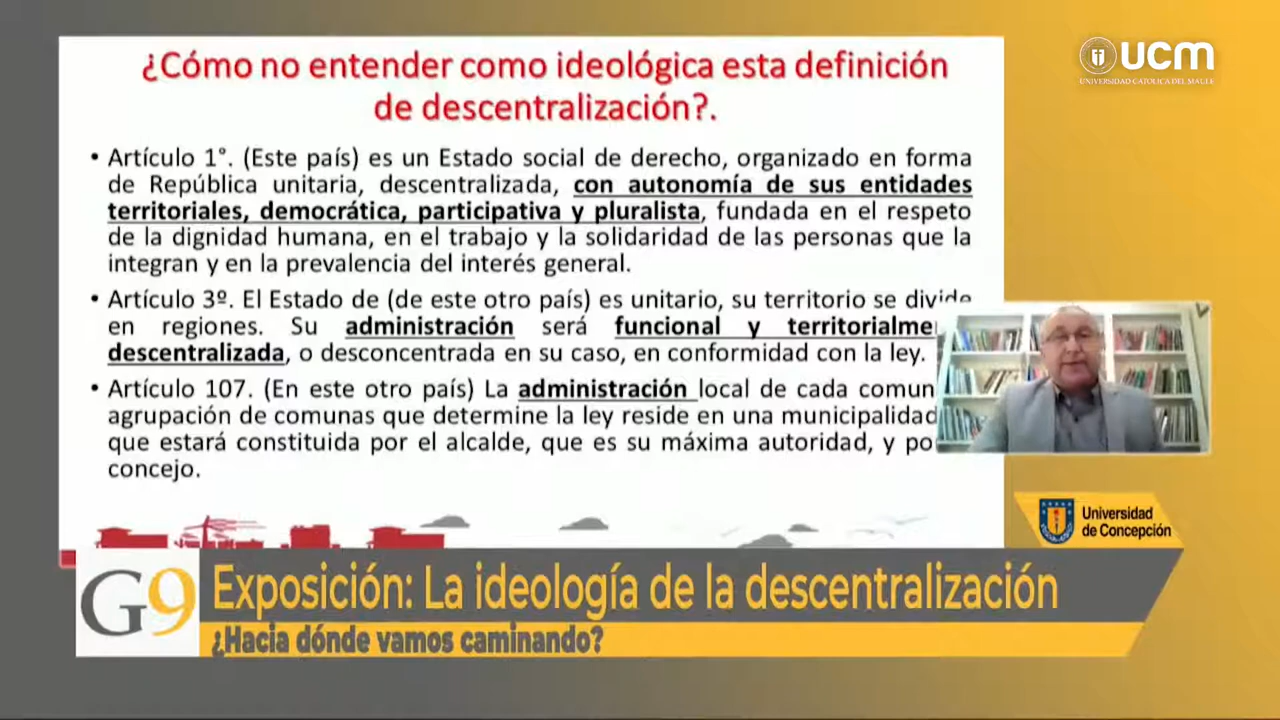 ¿Cómo no entender como ideológica esta definición
de descentralización?.
• Artículo 1°. (Este país) es un Estado social de derecho, organizado en forma
de República unitaria, descentralizada, con autonomía de sus entidades
territoriales, democrática, participativa y pluralista, fundada en el respeto
de la dignidad humana, en el trabajo y la solidaridad de las personas que la
integran y en la prevalencia del interés general.
• Artículo 3º. El Estado de (de este otro país) es unitario, su territorio se divide
en regiones. Su administración será funcional y territorialme
descentralizada, o desconcentrada en su caso, en conformidad con la ley.
• Artículo 107. (En este otro país) La administración local de cada comun
agrupación de comunas que determine la ley reside en una municipalidad
que estará constituida por el alcalde, que es su máxima autoridad, y po
concejo.
ucm
UNIVERSIDAD CATOLICA DEL MAULE
Universidad
de Concepción
G9
Exposición: La ideología de la descentralización
¿Hacia dónde vamos caminando?